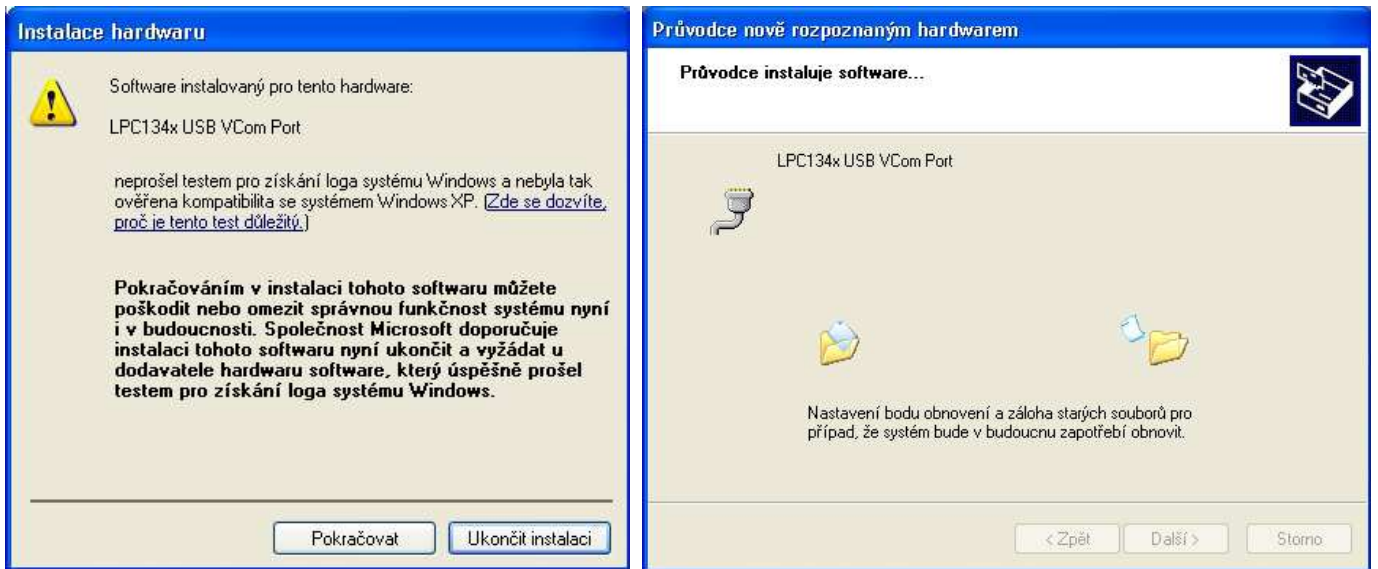 Instalace hardwaru
Software instalovaný pro tento hardware:
LPC134x USB VCom Port
neprošel testem pro získání loga systému Windows a nebyla tak
ověřena kompatibilita se systémem Windows XP. (Zde se dozvíte,
proč je tento test důležitý.)
Pokračováním v instalaci tohoto softwaru můžete
poškodit nebo omezit správnou funkčnost systému nyní
i v budoucnosti. Společnost Microsoft doporučuje
instalaci tohoto softwaru nyní ukončit a vyžádat u
dodavatele hardwaru software, který úspěšně prošel
testem pro získání loga systému Windows.
Pokračovat
Ukončit instalaci
Průvodce nově rozpoznaným hardwarem
Průvodce instaluje software...
LPC134x USB VCom Port
Nastavení bodu obnovení a záloha starých souborů pro
případ, že systém bude v budoucnu zapotřebí obnovit.
< Zpět
Další >
Storno